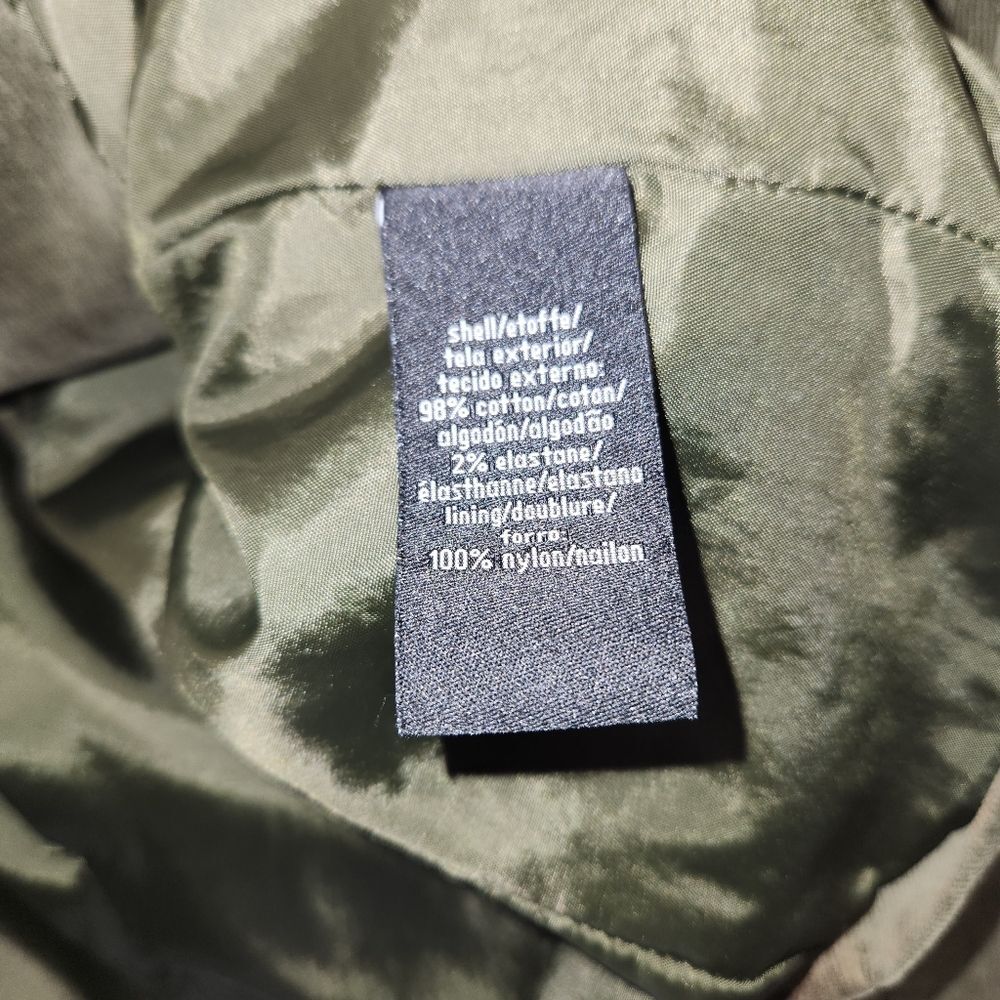 shell/etoffe/
tela exterior/
tecido externo:
98% cotton/coton/
algodón/algodão
2% elastane/
élasthanne/elastano
lining/doublure/
forro:
100% nylon/nailon